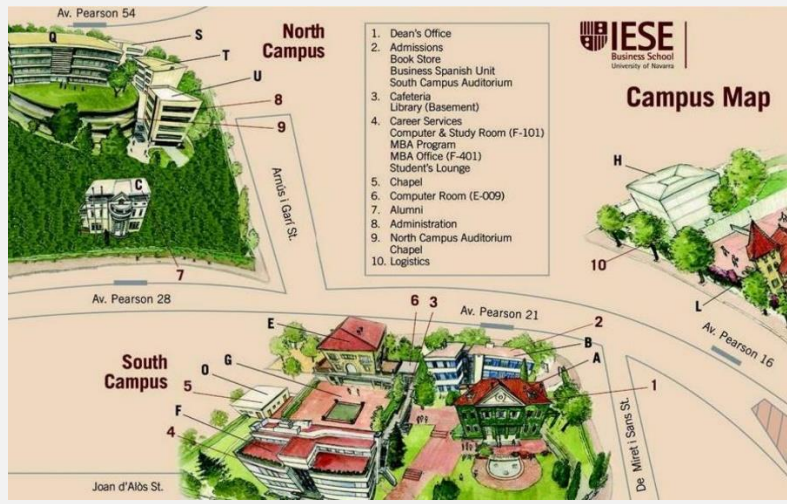 Av. Pearson 54
North
Campus
Q
S
T
U
8
9
C
7
Arnús i Garí St.
Av. Pearson 28
1. Dean's Office
2. Admissions
Book Store
Business Spanish Unit
South Campus Auditorium
3. Cafeteria
Library (Basement)
4. Career Services
Computer & Study Room (F-101)
MBA Program
MBA Office (F-401)
Student's Lounge
5. Chapel
6. Computer Room (E-009)
7. Alumni
8. Administration
9. North Campus Auditorium
Chapel
10. Logistics
IESE
Business School
University of Navarra
Campus Map
H
10
L
Av. Pearson 16
Av. Pearson 21
South
Campus
6
3
E
2
B
A
G
O
5
F
4
1
De Miret i Sans St.
Joan d'Alòs St.